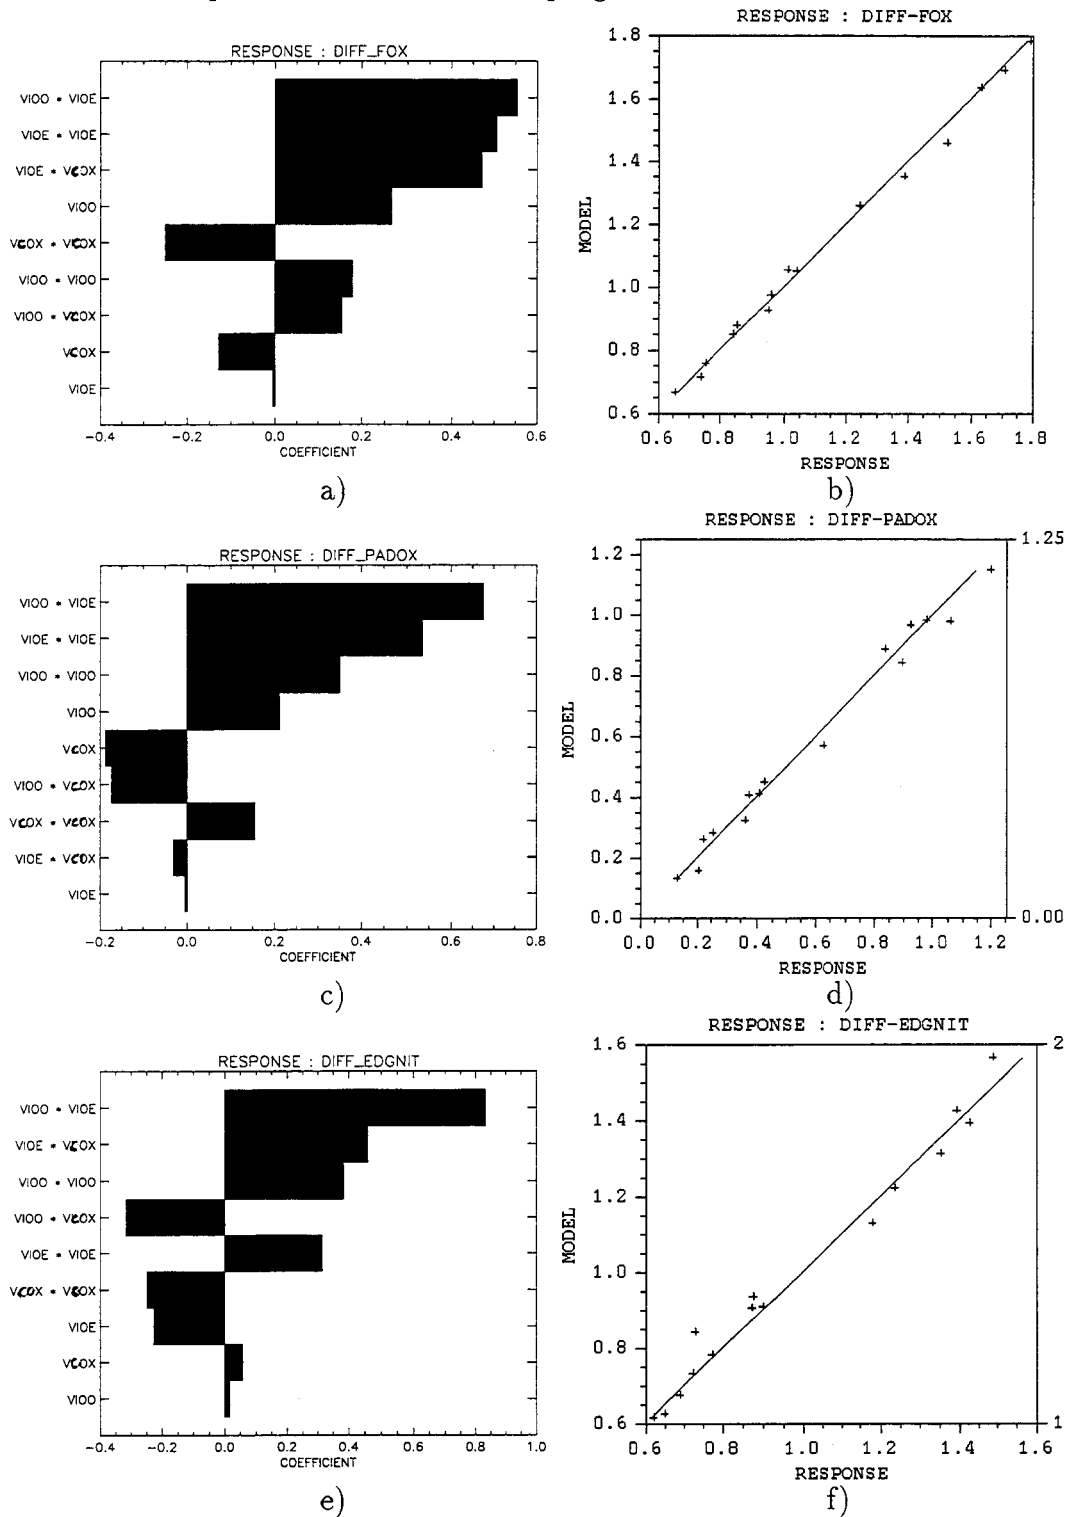 RESPONSE : DIFF_FOX
VIOO * VIOE
VIOE * VIOE
VIOE * VCOX
VIOO
VCOX * VCOX
VIOO * VIOO
VIOO * VCOX
VCOX
VIOE
-0.4 -0.2 0.0 0.2 0.4 0.6
COEFFICIENT
a)
RESPONSE : DIFF-FOX
1.8
1.6
1.4
1.2
1.0
0.8
0.6
MODEL
0.6 0.8 1.0 1.2 1.4 1.6 1.8
RESPONSE
b)
RESPONSE : DIFF_PADOX
VIOO * VIOE
VIOE * VIOE
VIOO * VIOO
VIOO
VCOX
VIOO * VCOX
VCOX * VCOX
VIOE * VCOX
VIOE
-0.2 0.0 0.2 0.4 0.6 0.8
COEFFICIENT
c)
RESPONSE : DIFF-PADOX
1.2
1.0
0.8
0.6
0.4
0.2
0.0
MODEL
1.25
0.00
0.0 0.2 0.4 0.6 0.8 1.0 1.2
RESPONSE
d)
RESPONSE : DIFF_EDGNIT
VIOO * VIOE
VIOE * VCOX
VIOO * VIOO
VIOO * VCOX
VIOE * VIOE
VCOX * VCOX
VIOE
VCOX
VIOO
-0.4 -0.2 0.0 0.2 0.4 0.6 0.8 1.0
COEFFICIENT
e)
RESPONSE : DIFF-EDGNIT
1.6
1.4
1.2
1.0
0.8
0.6
MODEL
2
1
0.6 0.8 1.0 1.2 1.4 1.6
RESPONSE
f)